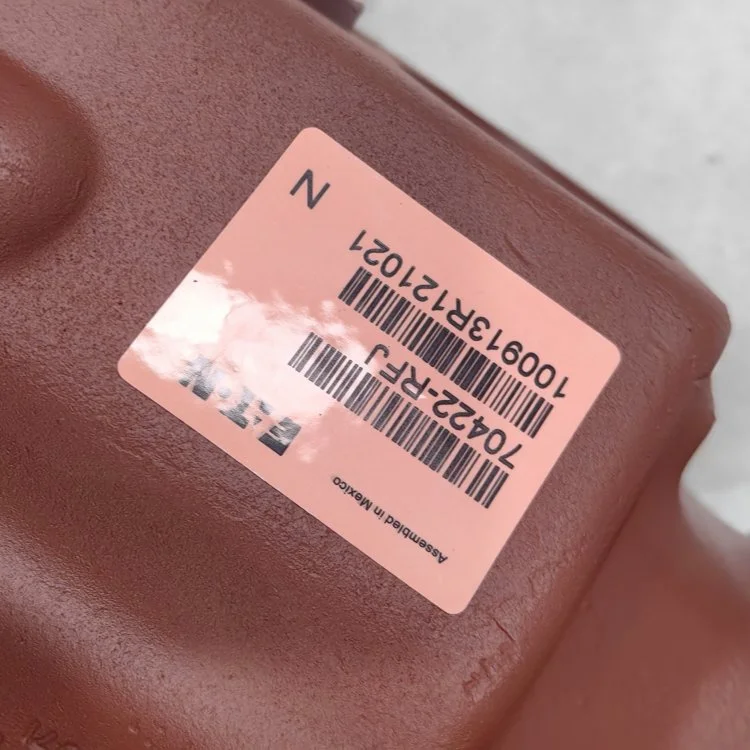 Assembled in Mexico EATON
70422-RFJ
100913R121021
N